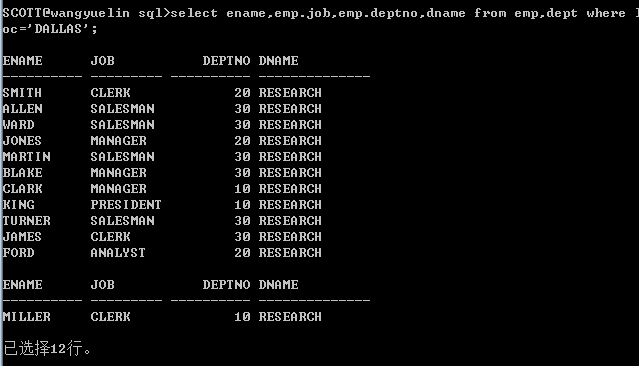 SCOTT@wangyuelin sql>select ename,emp.job,emp.deptno,dname from emp,dept where l
oc='DALLAS';
ENAME      JOB           DEPTNO DNAME
---------- --------- ---------- --------------
SMITH      CLERK             20 RESEARCH
ALLEN      SALESMAN          30 RESEARCH
WARD       SALESMAN          30 RESEARCH
JONES      MANAGER           20 RESEARCH
MARTIN     SALESMAN          30 RESEARCH
BLAKE      MANAGER           30 RESEARCH
CLARK      MANAGER           10 RESEARCH
KING       PRESIDENT         10 RESEARCH
TURNER     SALESMAN          30 RESEARCH
JAMES      CLERK             30 RESEARCH
FORD       ANALYST           20 RESEARCH
ENAME      JOB           DEPTNO DNAME
---------- --------- ---------- --------------
MILLER     CLERK             10 RESEARCH
已选择12行。